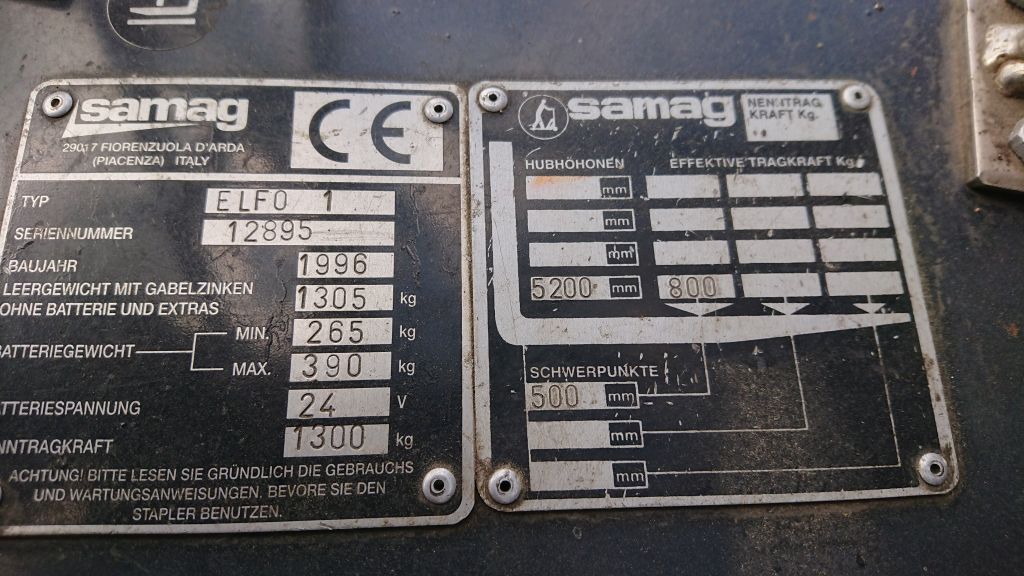 samag
29017 FIORENZUOLA D'ARDA
(PIACENZA) ITALY
CE
TYP ELFO 1
SERIENNUMMER 12895
BAUJAHR 1996
LEERGEWICHT MIT GABELZINKEN
OHNE BATTERIE UND EXTRAS 1305 kg
MIN. 265 kg
BATTERIEGEWICHT
MAX. 390 kg
ATTERIESPANNUNG 24 V
NNTRAGKRAFT 1300 kg
ACHTUNG! BITTE LESEN SIE GRÜNDLICH DIE GEBRAUCHS
UND WARTUNGSANWEISUNGEN. BEVORE SIE DEN
STAPLER BENUTZEN.
samag
NENNTRAG
KRAFT Kg.
HUBHÖHONEN EFFEKTIVE TRAGKRAFT Kg
mm
mm
mm
5200 mm 800
SCHWERPUNKTE
500 mm
mm
mm